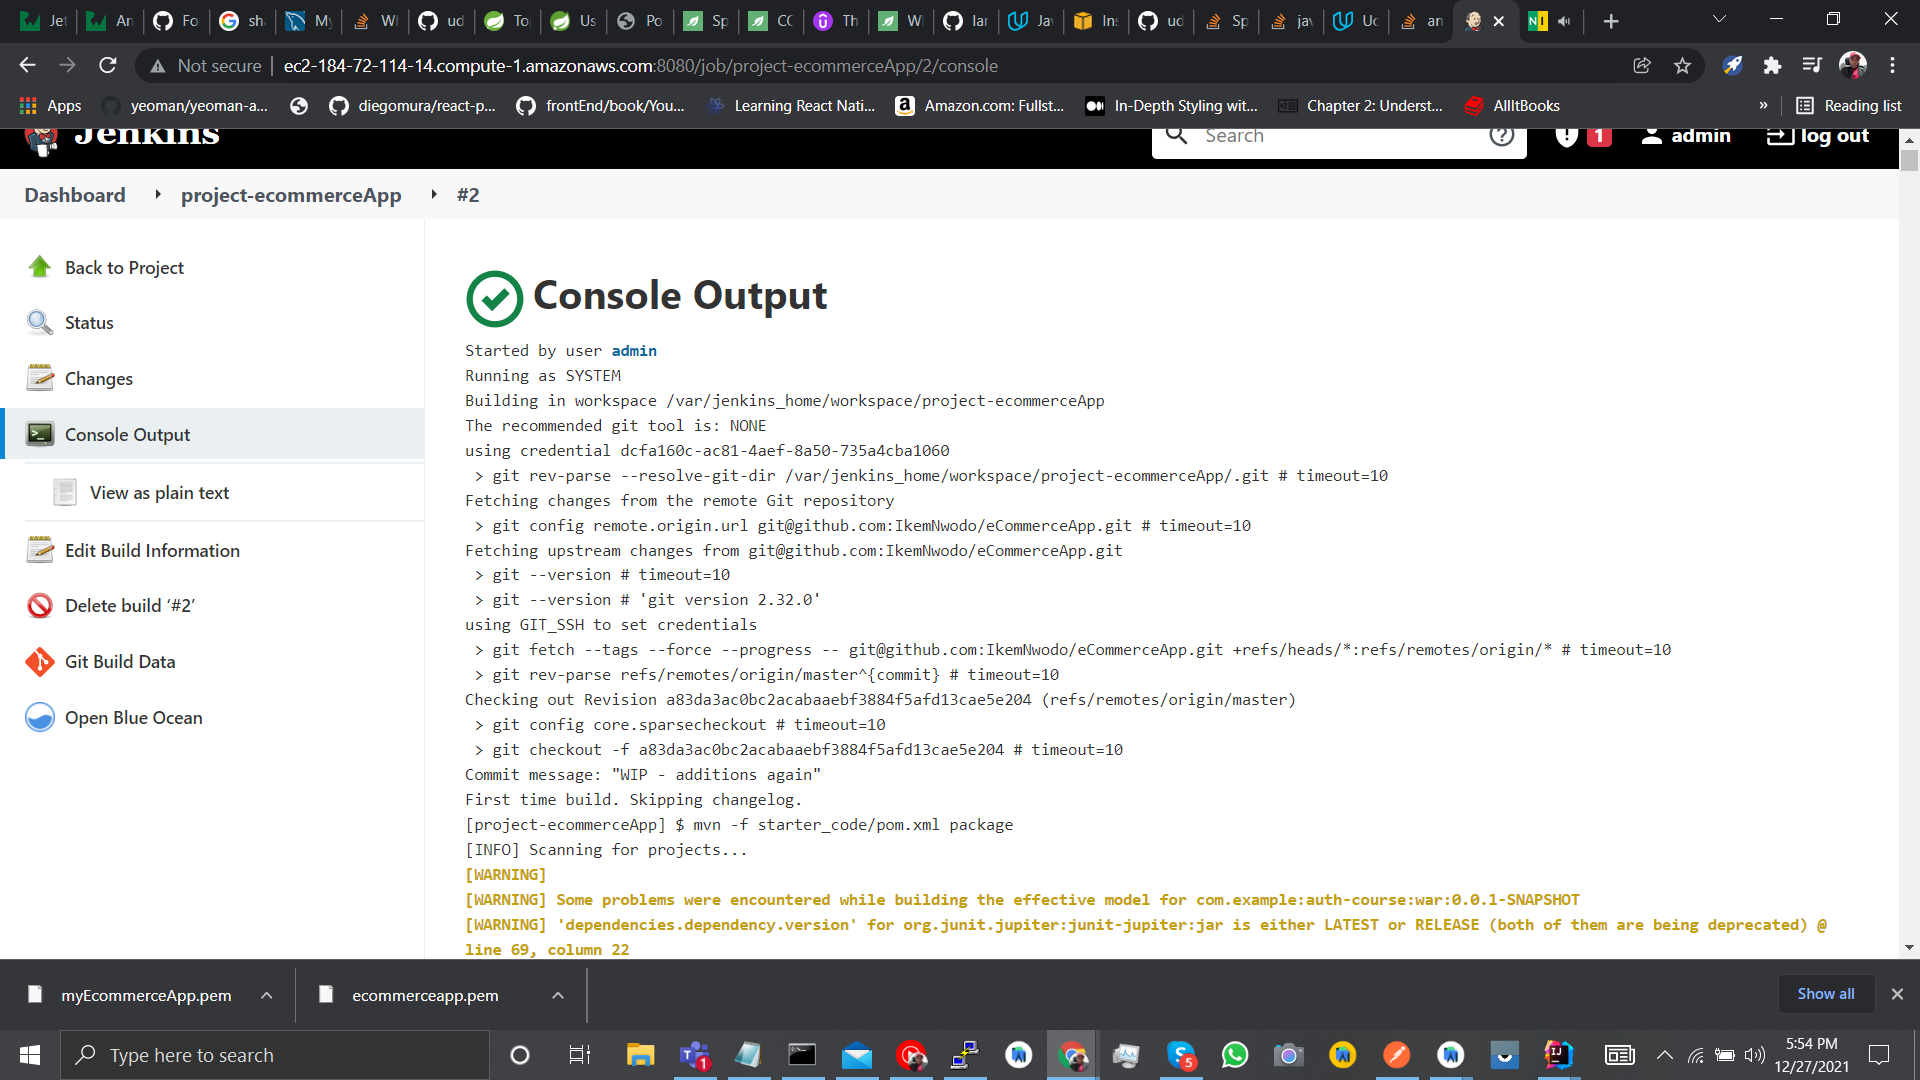 Jet
An
Fo
sh
My
Wh
ud
To
Us
Po
Sp
CC
Th
W
Iar
Ja
Ins
ud
Sp
jav
Uc
an
Not secure
ec2-184-72-114-14.compute-1.amazonaws.com:8080/job/project-ecommerceApp/2/console
Apps
yeoman/yeoman-a...
diegomura/react-p...
frontEnd/book/You...
Learning React Nati...
Amazon.com: Fullst...
In-Depth Styling wit...
Chapter 2: Underst...
AllItBooks
»
Reading list
Jenkins
Search
1
admin
log out
Dashboard
project-ecommerceApp
#2
Back to Project
Status
Changes
Console Output
View as plain text
Edit Build Information
Delete build ‘#2’
Git Build Data
Open Blue Ocean
Console Output
Started by user admin
Running as SYSTEM
Building in workspace /var/jenkins_home/workspace/project-ecommerceApp
The recommended git tool is: NONE
using credential dcfa160c-ac81-4aef-8a50-735a4cba1060
> git rev-parse --resolve-git-dir /var/jenkins_home/workspace/project-ecommerceApp/.git # timeout=10
Fetching changes from the remote Git repository
> git config remote.origin.url git@github.com:IkemNwodo/eCommerceApp.git # timeout=10
Fetching upstream changes from git@github.com:IkemNwodo/eCommerceApp.git
> git --version # timeout=10
> git --version # 'git version 2.32.0'
using GIT_SSH to set credentials
> git fetch --tags --force --progress -- git@github.com:IkemNwodo/eCommerceApp.git +refs/heads/*:refs/remotes/origin/* # timeout=10
> git rev-parse refs/remotes/origin/master^{commit} # timeout=10
Checking out Revision a83da3ac0bc2acabaaebf3884f5afd13cae5e204 (refs/remotes/origin/master)
> git config core.sparsecheckout # timeout=10
> git checkout -f a83da3ac0bc2acabaaebf3884f5afd13cae5e204 # timeout=10
Commit message: "WIP - additions again"
First time build. Skipping changelog.
[project-ecommerceApp] $ mvn -f starter_code/pom.xml package
[INFO] Scanning for projects...
[WARNING]
[WARNING] Some problems were encountered while building the effective model for com.example:auth-course:war:0.0.1-SNAPSHOT
[WARNING] 'dependencies.dependency.version' for org.junit.jupiter:junit-jupiter:jar is either LATEST or RELEASE (both of them are being deprecated) @
line 69, column 22
myEcommerceApp.pem
ecommerceapp.pem
Show all
Type here to search
1
5
5:54 PM
12/27/2021